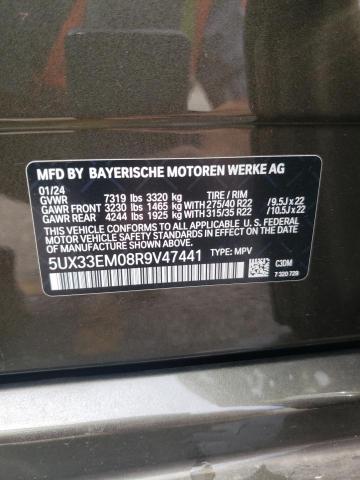 MFD BY BAYERISCHE MOTOREN WERKE AG
01/24
GVWR 7319 lbs 3320 kg TIRE / RIM
GAWR FRONT 3230 lbs 1465 kg WITH 275/40 R22 / 9.5J x 22
GAWR REAR 4244 lbs 1925 kg WITH 315/35 R22 / 10.5J x 22
THIS VEHICLE CONFORMS TO ALL APPLICABLE U.S. FEDERAL
MOTOR VEHICLE SAFETY STANDARDS IN
EFFECT ON THE DATE OF MANUFACTURE SHOWN ABOVE.
5UX33EM08R9V47441 TYPE: MPV
C3DM
7 320 729